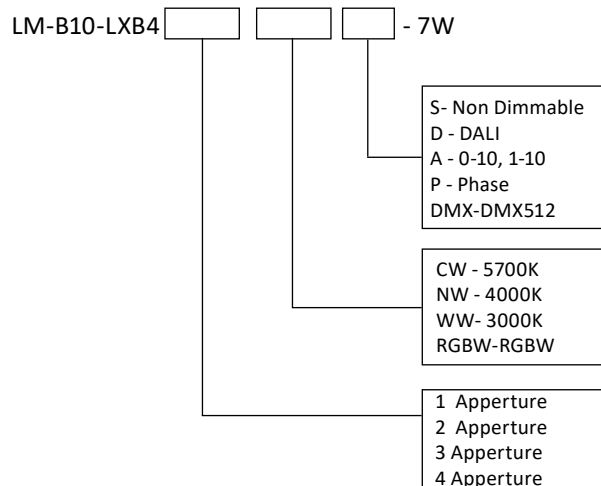 LM-B10-LXB4 - 7W
S- Non Dimmable
D - DALI
A - 0-10, 1-10
P - Phase
DMX-DMX512
CW - 5700K
NW - 4000K
WW- 3000K
RGBW-RGBW
1 Apperture
2 Apperture
3 Apperture
4 Apperture